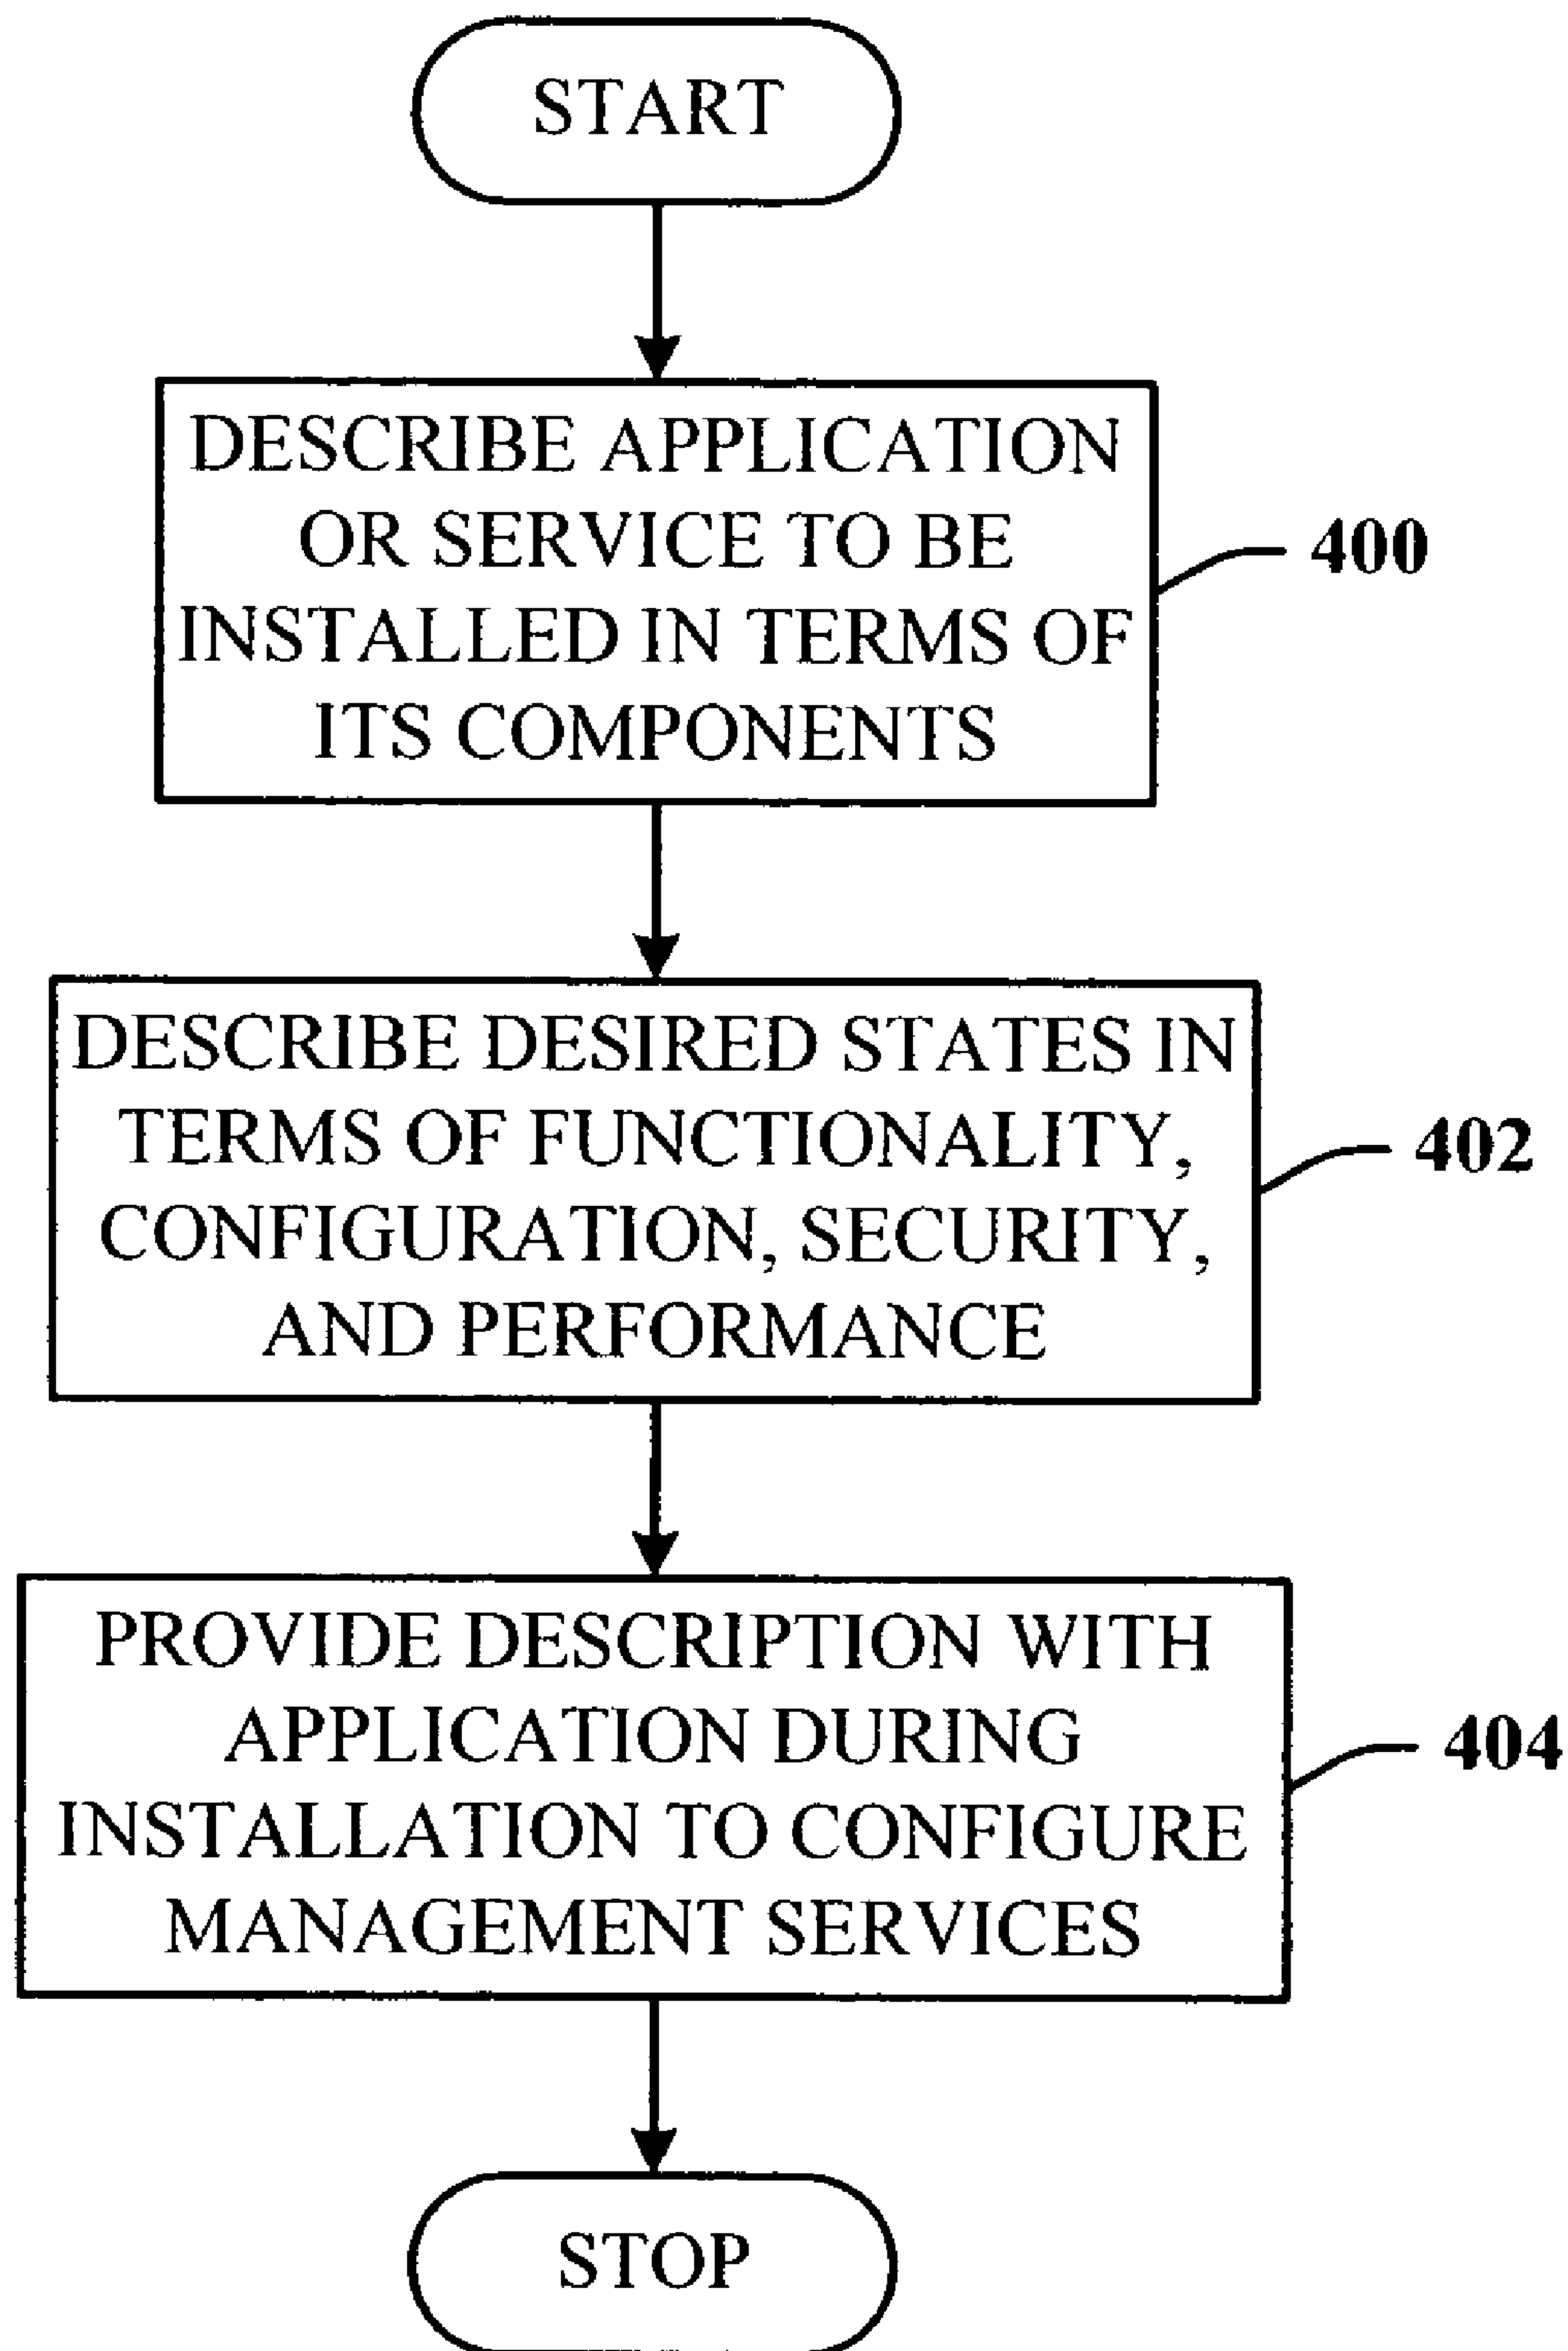 START
DESCRIBE APPLICATION
OR SERVICE TO BE
INSTALLED IN TERMS OF
ITS COMPONENTS
400
DESCRIBE DESIRED STATES IN
TERMS OF FUNCTIONALITY,
CONFIGURATION, SECURITY,
AND PERFORMANCE
402
PROVIDE DESCRIPTION WITH
APPLICATION DURING
INSTALLATION TO CONFIGURE
MANAGEMENT SERVICES
404
STOP